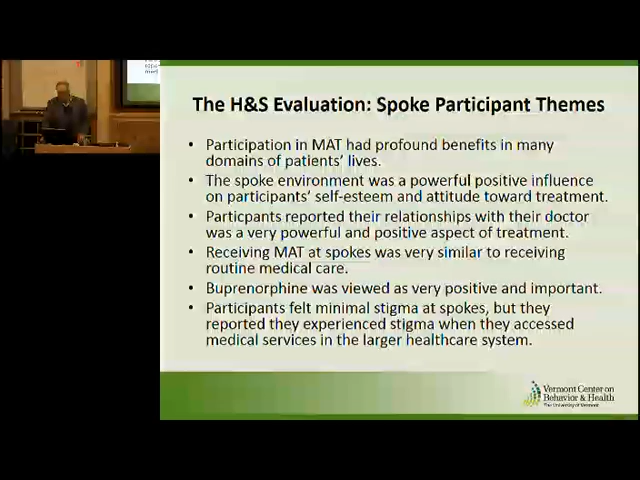 The H&S Evaluation: Spoke Participant Themes
• Participation in MAT had profound benefits in many
domains of patients' lives.
• The spoke environment was a powerful positive influence
on participants' self-esteem and attitude toward treatment.
• Particpants reported their relationships with their doctor
was a very powerful and positive aspect of treatment.
• Receiving MAT at spokes was very similar to receiving
routine medical care.
• Buprenorphine was viewed as very positive and important.
• Participants felt minimal stigma at spokes, but they
reported they experienced stigma when they accessed
medical services in the larger healthcare system.
Vermont Center on
Behavior & Health
The University of Vermont